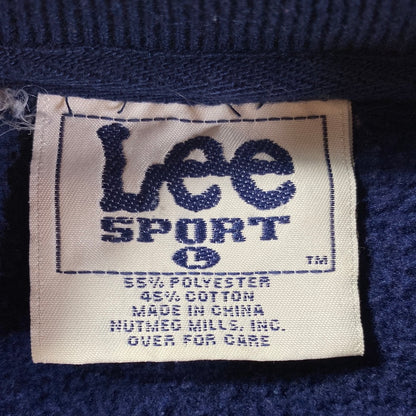 Lee
SPORT
L
TM
55% POLYESTER
45% COTTON
MADE IN CHINA
NUTMEG MILLS, INC.
OVER FOR CARE